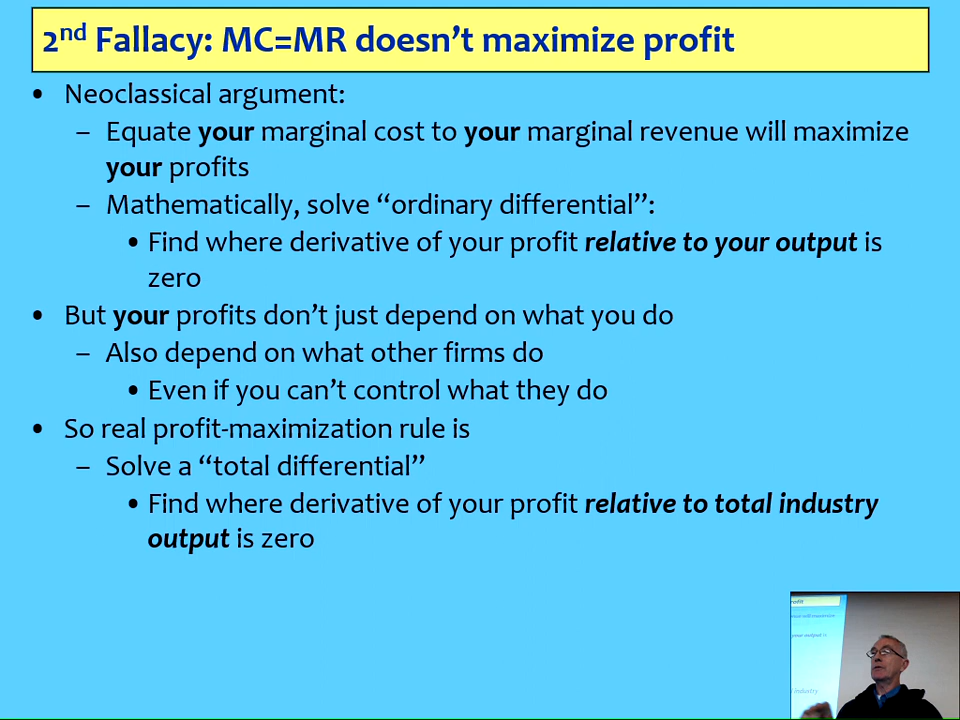 2nd Fallacy: MC=MR doesn't maximize profit
• Neoclassical argument:
– Equate your marginal cost to your marginal revenue will maximize
your profits
– Mathematically, solve “ordinary differential”:
• Find where derivative of your profit relative to your output is
zero
• But your profits don't just depend on what you do
– Also depend on what other firms do
• Even if you can't control what they do
• So real profit-maximization rule is
– Solve a “total differential”
• Find where derivative of your profit relative to total industry
output is zero